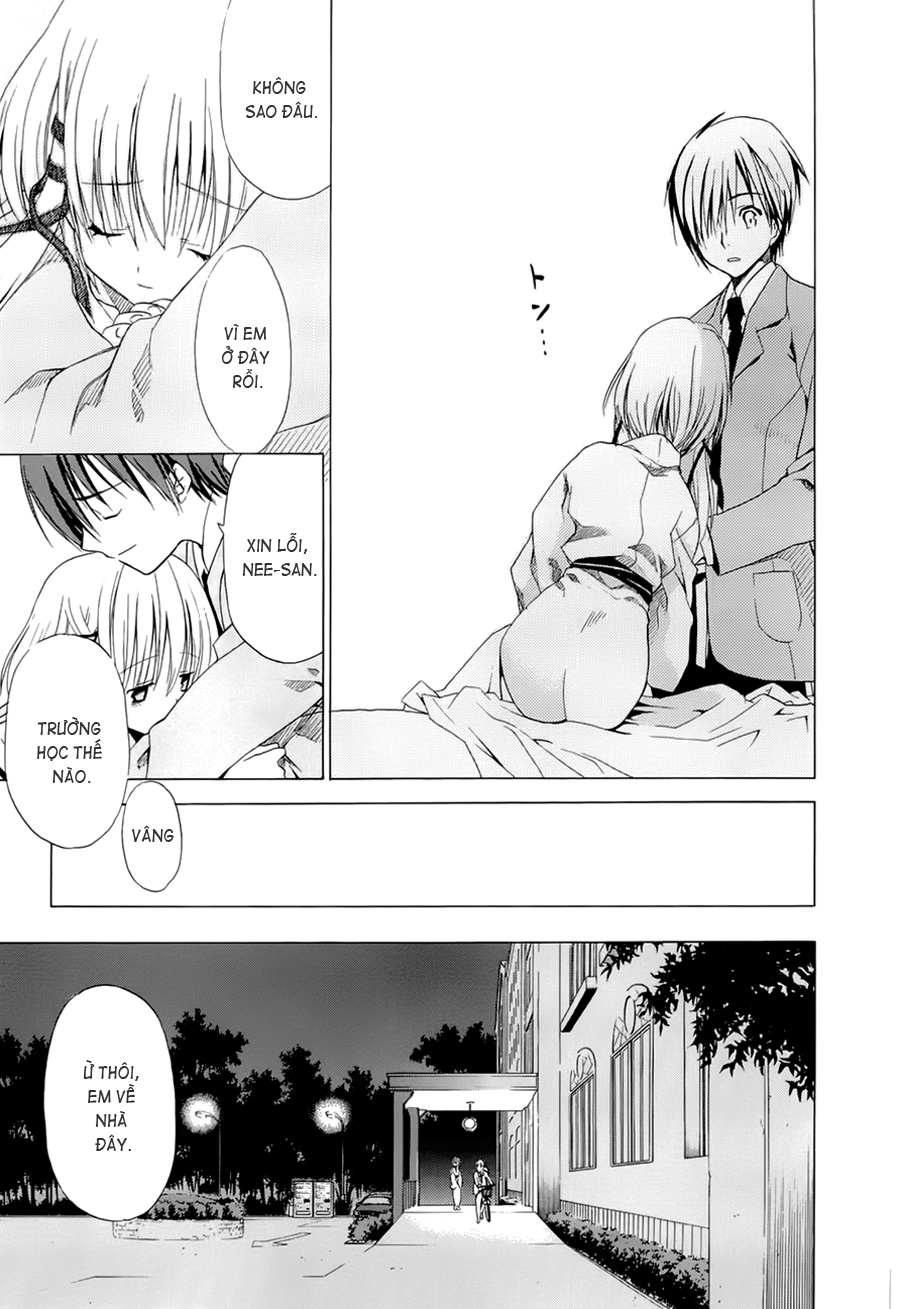 トン…
KHÔNG
SAO ĐÂU.
VÌ EM
Ở ĐÂY
RỒI.
XIN LỖI,
NEE-SAN.
TRƯỞNG
HỌC THẾ
NÀO.
VÂNG
Ừ THÔI,
EM VỀ
NHÀ
ĐÂY.